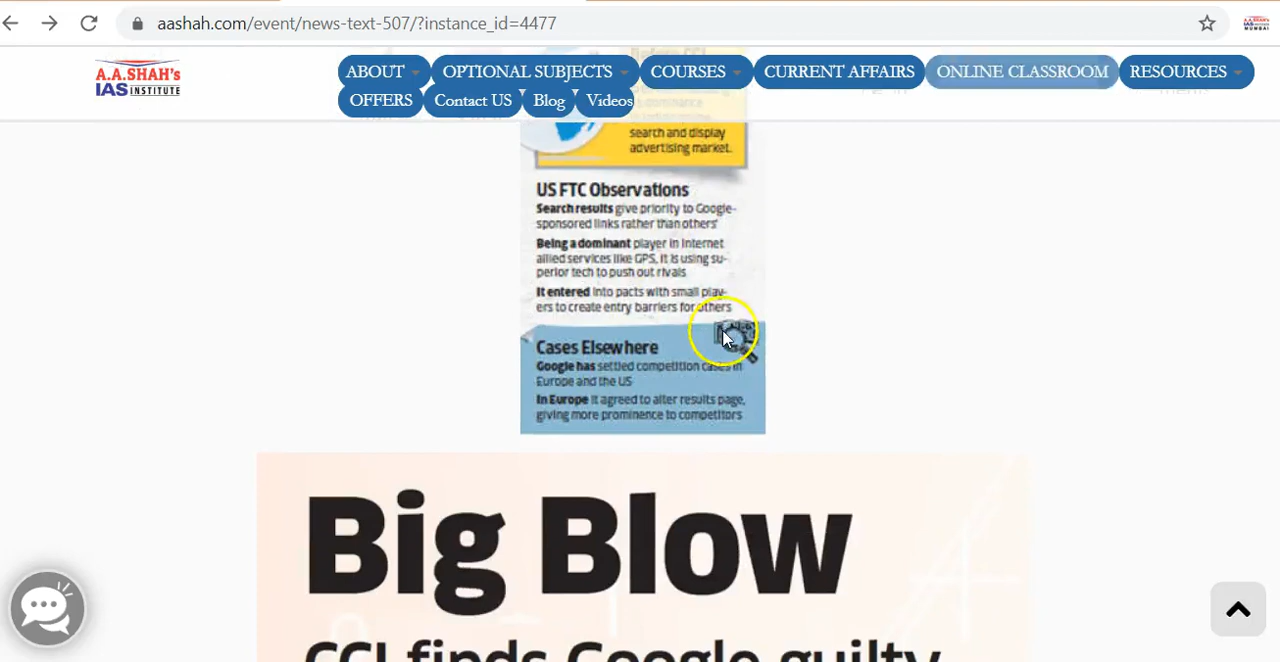 aashah.com/event/news-text-507/?instance_id=4477
A.A.SHAH's
IAS INSTITUTE
ABOUT
OPTIONAL SUBJECTS
COURSES
CURRENT AFFAIRS
ONLINE CLASSROOM
RESOURCES
OFFERS
Contact US
Blog
Videos
search and display
advertising market.
US FTC Observations
Search results give priority to Google-
sponsored links rather than others'
Being a dominant player in Internet
allied services like GPS, it is using su-
perior tech to push out rivals
It entered into pacts with small play-
ers to create entry barriers for others
Cases Elsewhere
Google has settled competition cases in
Europe and the US
In Europe it agreed to alter results page,
giving more prominence to competitors
Big Blow
CCI finds Google guilty